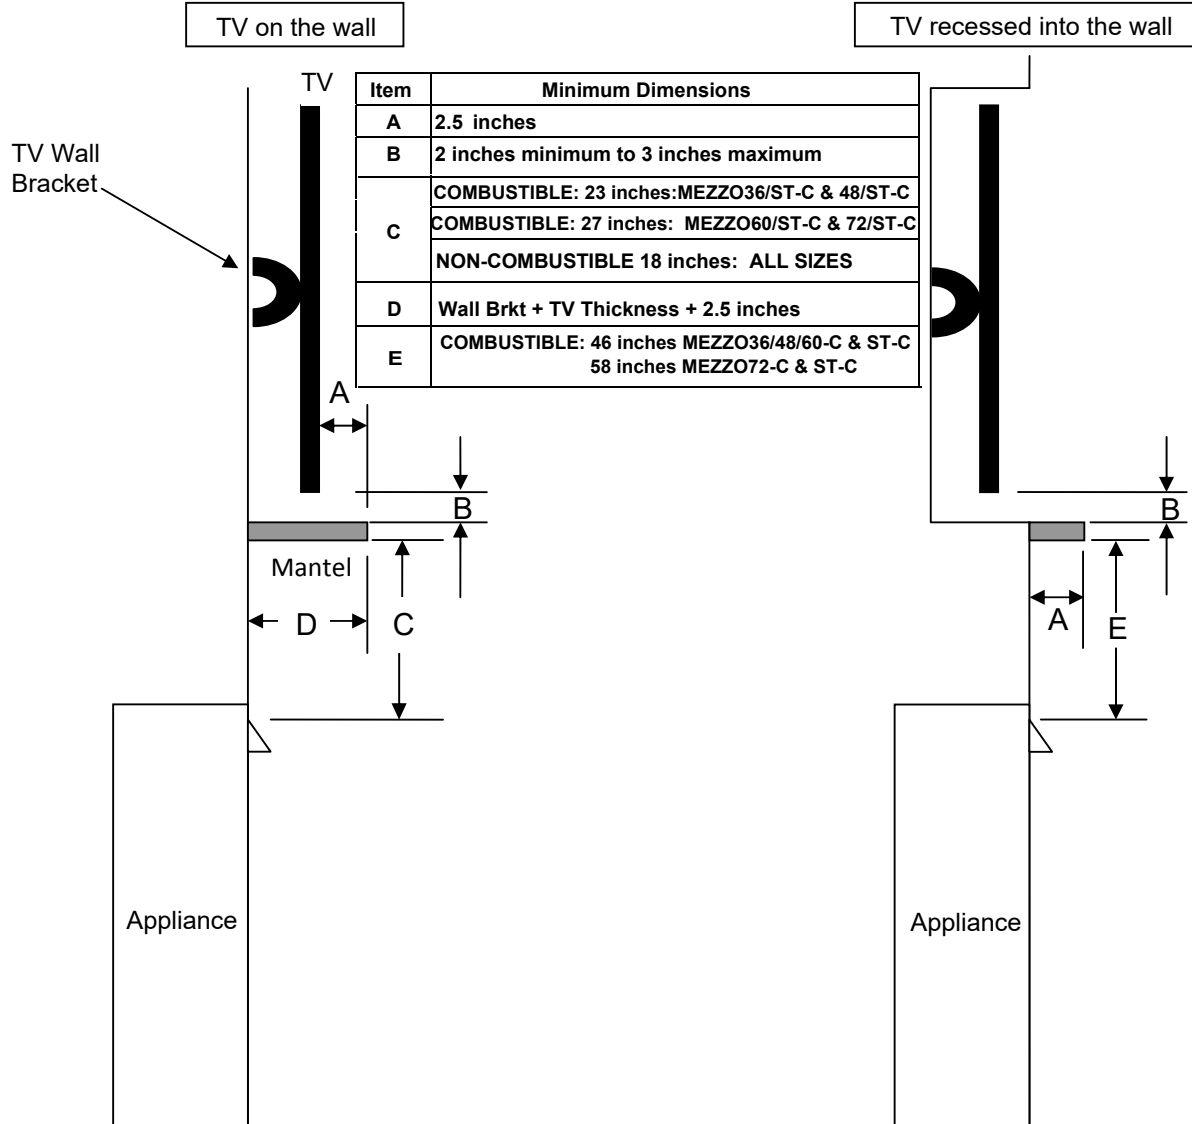 TV on the wall
TV recessed into the wall
TV
TV Wall
Bracket
Item Minimum Dimensions
A 2.5 inches
B 2 inches minimum to 3 inches maximum
C
COMBUSTIBLE: 23 inches:MEZZO36/ST-C & 48/ST-C
COMBUSTIBLE: 27 inches: MEZZO60/ST-C & 72/ST-C
NON-COMBUSTIBLE 18 inches: ALL SIZES
D Wall Brkt + TV Thickness + 2.5 inches
E
COMBUSTIBLE: 46 inches MEZZO36/48/60-C & ST-C
58 inches MEZZO72-C & ST-C
A
B
Mantel
D
C
Appliance
B
A
E
Appliance